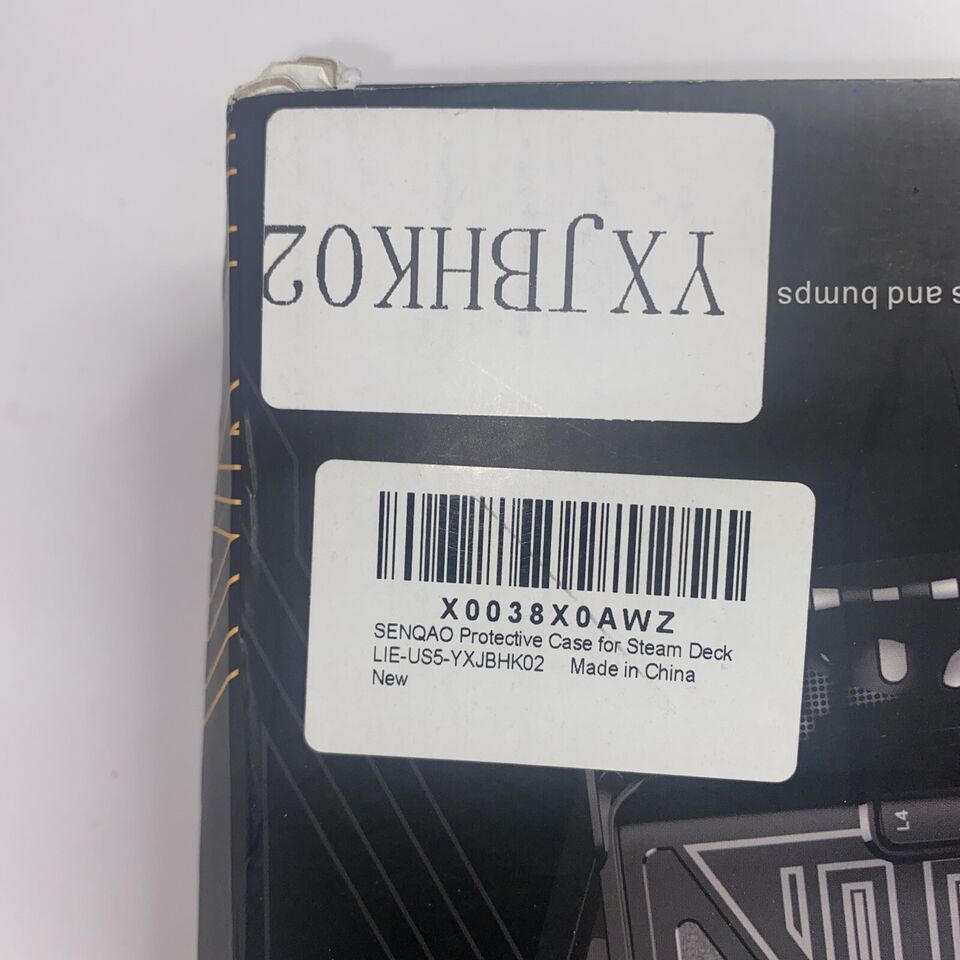 YXJBHK02
s and bumps
X0038X0AWZ
SENQAO Protective Case for Steam Deck
LIE-US5-YXJBHK02 Made in China
New
L4